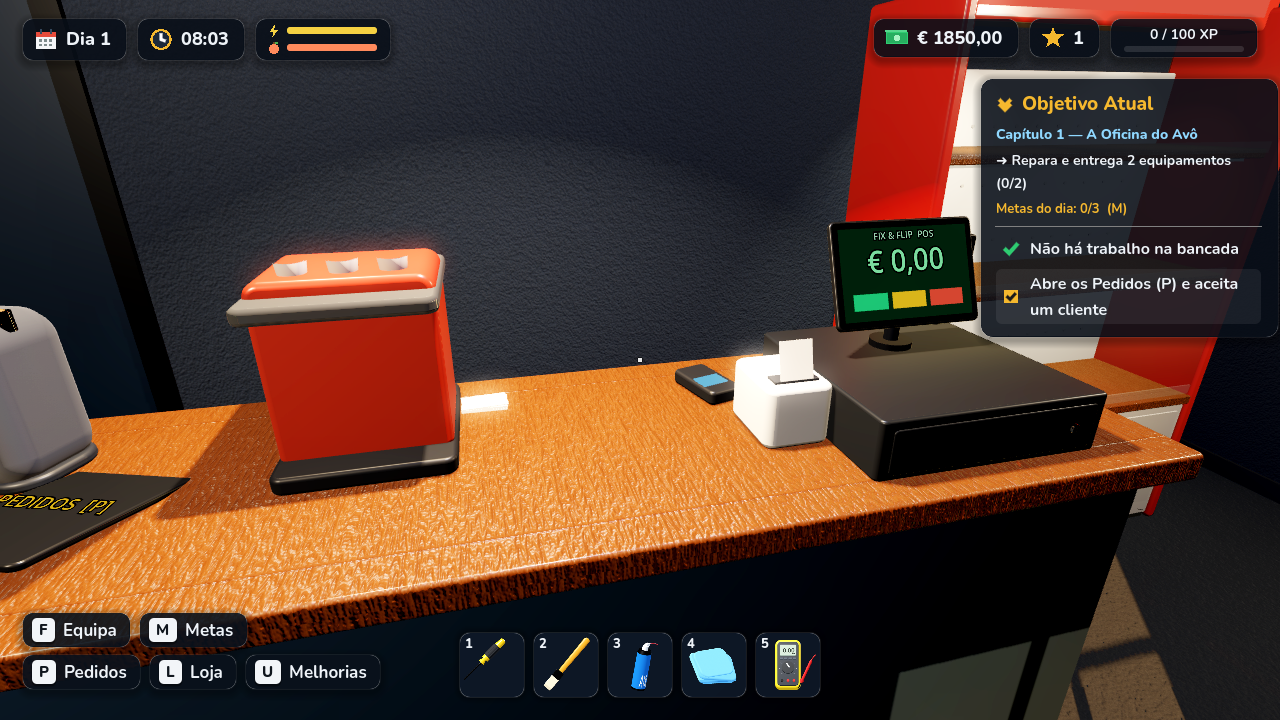 Dia 1
08:03
€ 1850,00
1
0 / 100 XP
Objetivo Atual
Capítulo 1 — A Oficina do Avô
➜ Repara e entrega 2 equipamentos
(0/2)
Metas do dia: 0/3 (M)
Não há trabalho na bancada
Abre os Pedidos (P) e aceita
um cliente
FIX & FLIP POS
€ 0,00
PEDIDOS [P]
F Equipa
M Metas
P Pedidos
L Loja
U Melhorias
1
2
3
4
5
0.00